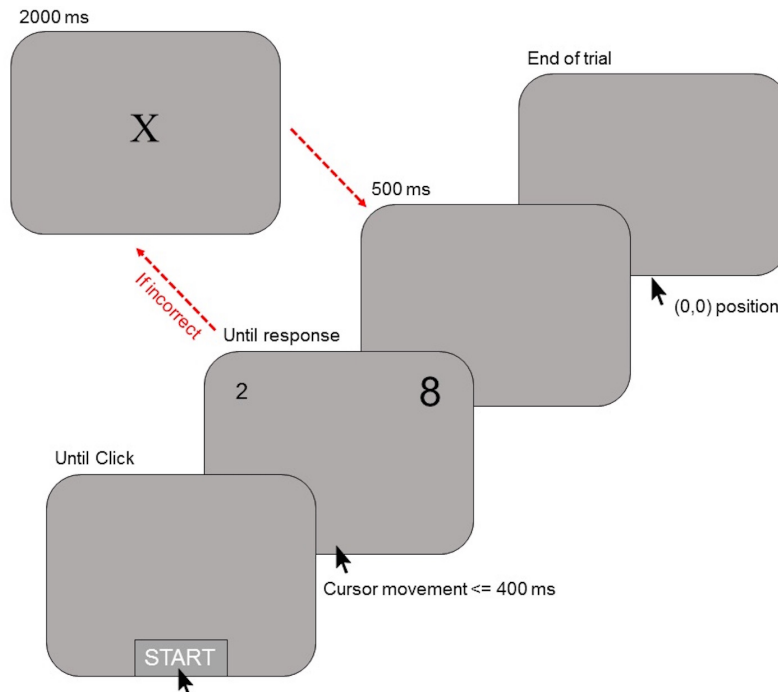 2000 ms
X
End of trial
500 ms
(0,0) position
If incorrect
Until response
2 8
Until Click
Cursor movement <= 400 ms
START